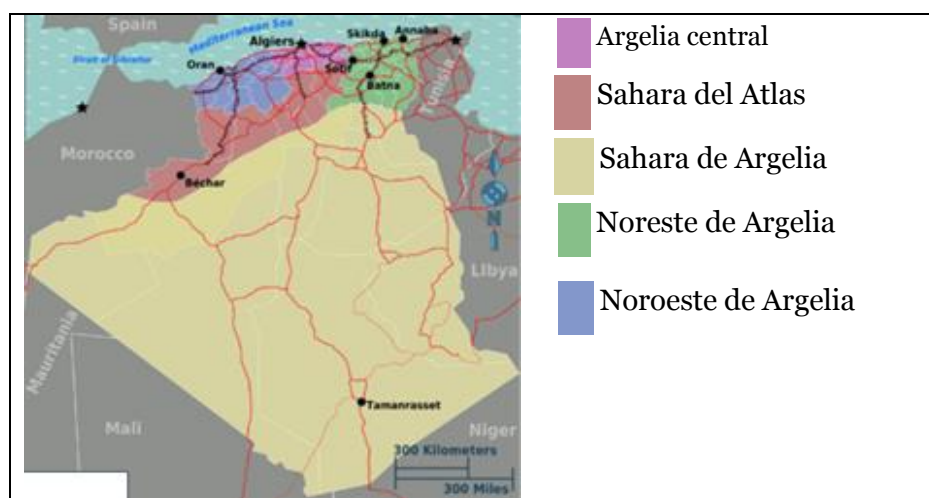 Spain
Mediterranean Sea
Algiers
Skikda
Annaba
Strait of Gibraltar
Oran
Sétif
Batna
Tunisia
Morocco
Béchar
N
Libya
Mauritania
Tamanrasset
Mali
Niger
300 Kilometers
300 Miles
Argelia central
Sahara del Atlas
Sahara de Argelia
Noreste de Argelia
Noroeste de Argelia